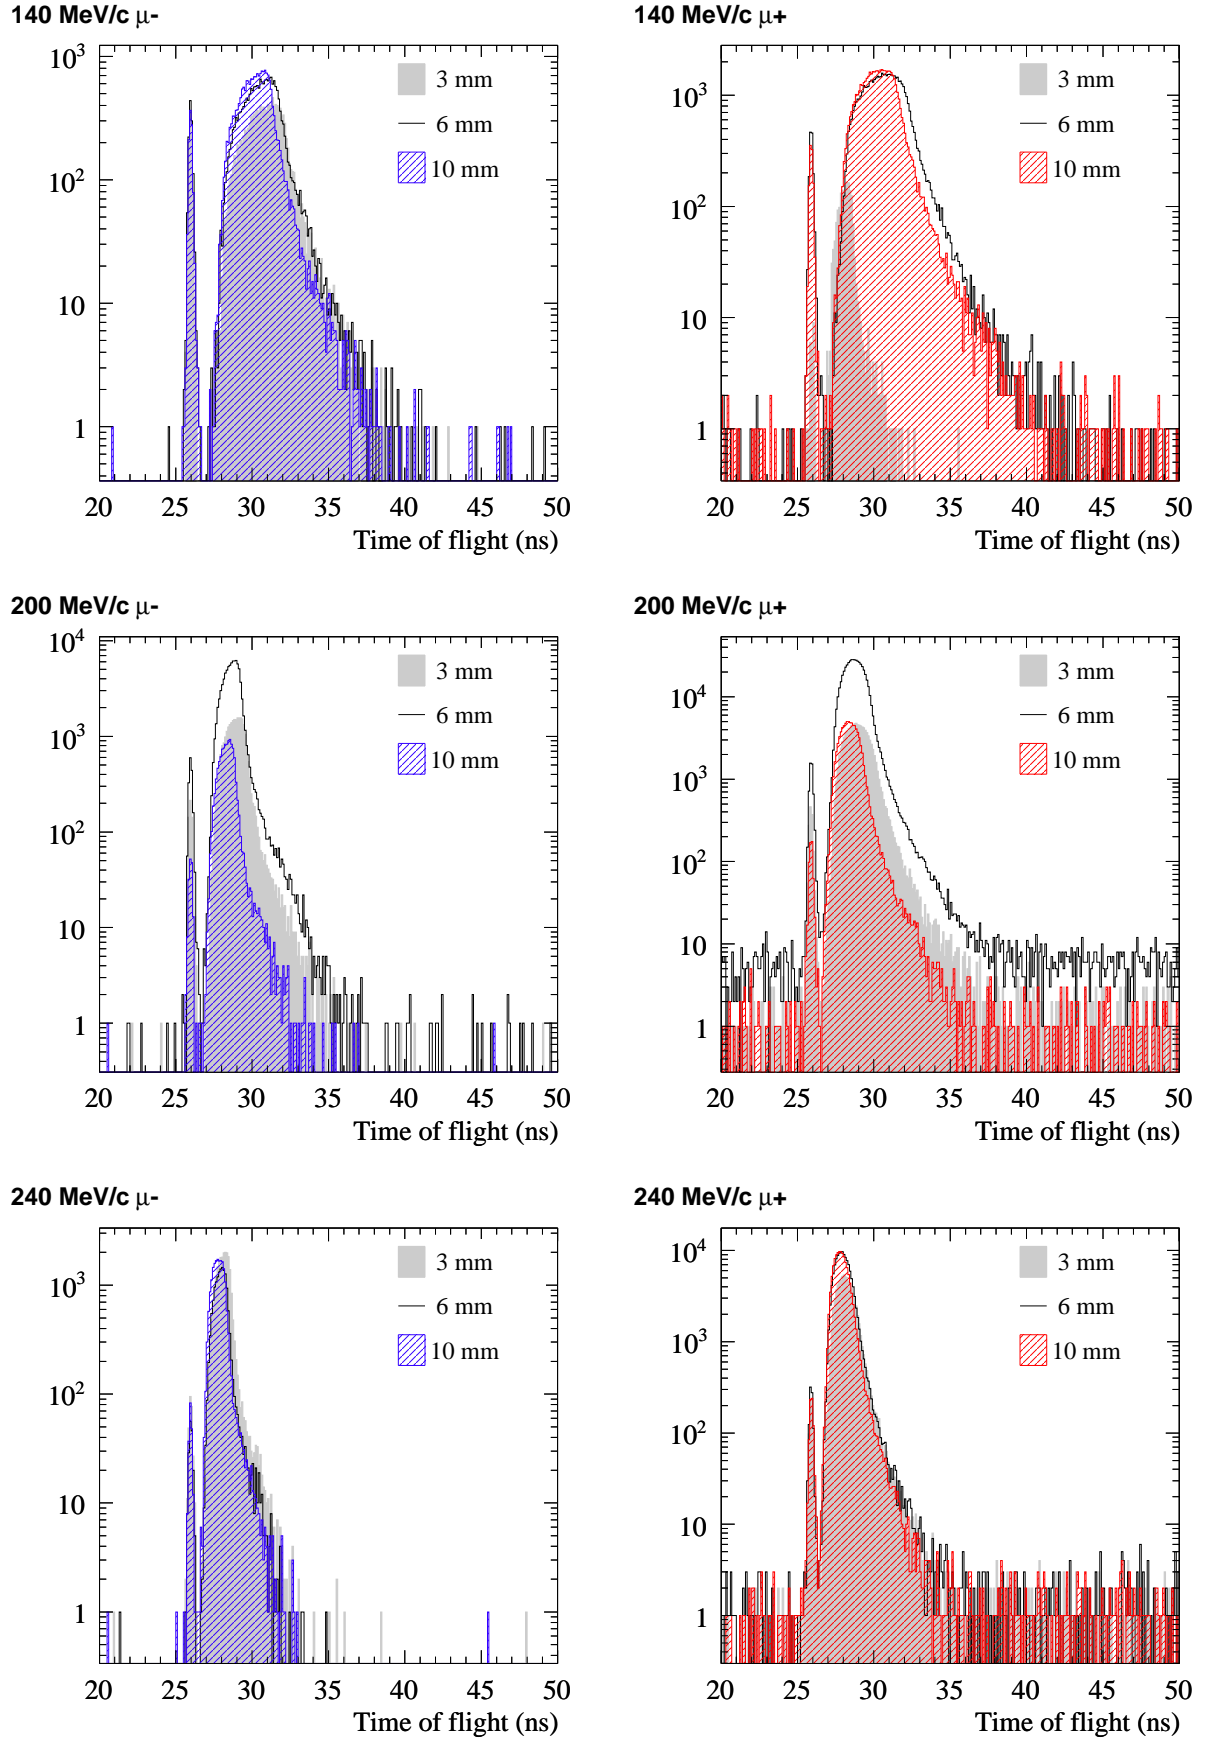 140 MeV/c μ-
10³
10²
10
1
3 mm
6 mm
10 mm
20 25 30 35 40 45 50
Time of flight (ns)
140 MeV/c μ+
10³
10²
10
1
3 mm
6 mm
10 mm
20 25 30 35 40 45 50
Time of flight (ns)
200 MeV/c μ-
10⁴
10³
10²
10
1
3 mm
6 mm
10 mm
20 25 30 35 40 45 50
Time of flight (ns)
200 MeV/c μ+
10⁴
10³
10²
10
1
3 mm
6 mm
10 mm
20 25 30 35 40 45 50
Time of flight (ns)
240 MeV/c μ-
10³
10²
10
1
3 mm
6 mm
10 mm
20 25 30 35 40 45 50
Time of flight (ns)
240 MeV/c μ+
10⁴
10³
10²
10
1
3 mm
6 mm
10 mm
20 25 30 35 40 45 50
Time of flight (ns)